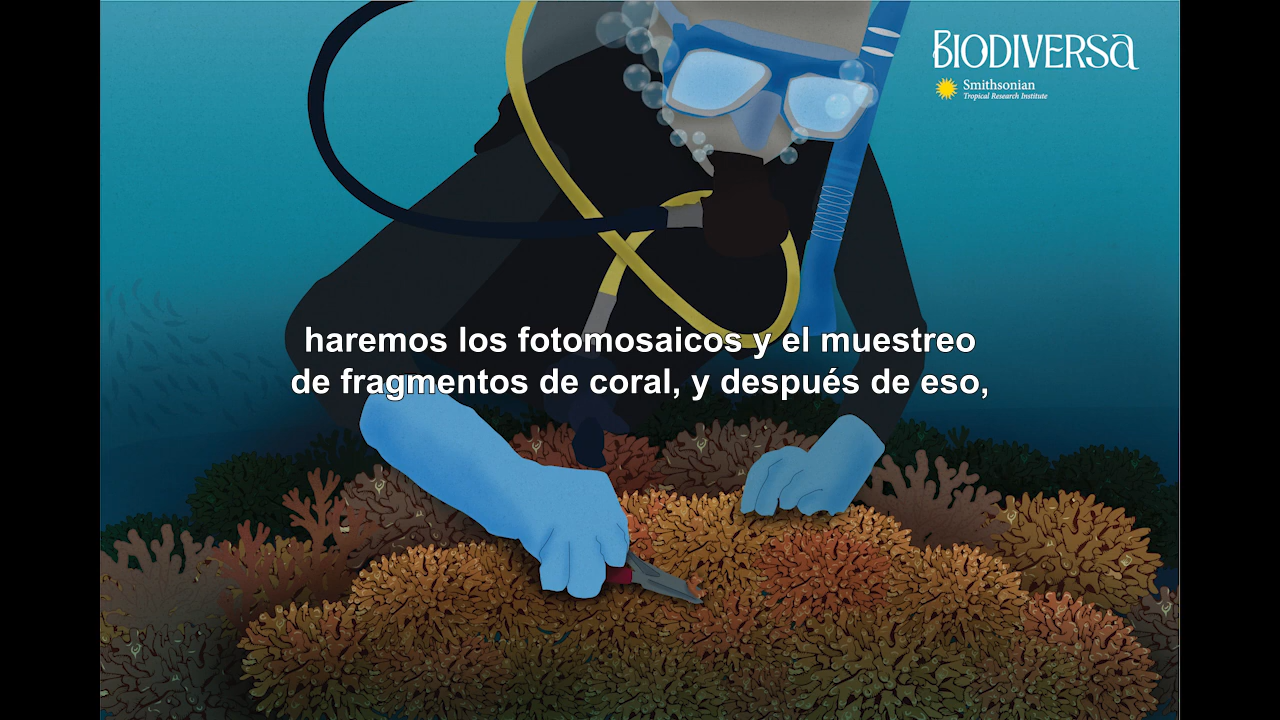 BIODIVERSa
Smithsonian
Tropical Research Institute
haremos los fotomosaicos y el muestreo
de fragmentos de coral, y después de eso,